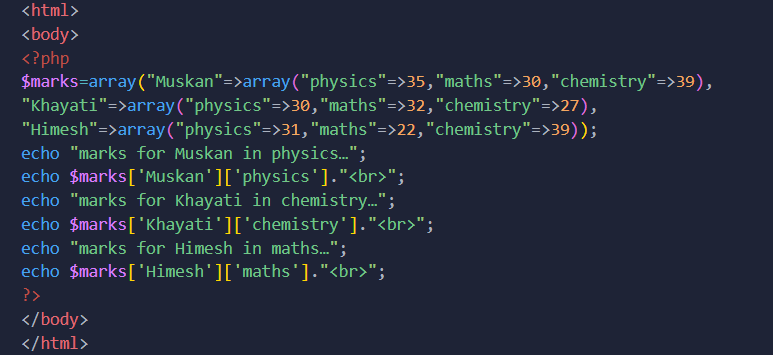 <html>
<body>
<?php
$marks=array("Muskan"=>array("physics"=>35,"maths"=>30,"chemistry"=>39),
"Khayati"=>array("physics"=>30,"maths"=>32,"chemistry"=>27),
"Himesh"=>array("physics"=>31,"maths"=>22,"chemistry"=>39));
echo "marks for Muskan in physics…";
echo $marks['Muskan']['physics']."<br>";
echo "marks for Khayati in chemistry…";
echo $marks['Khayati']['chemistry']."<br>";
echo "marks for Himesh in maths…";
echo $marks['Himesh']['maths']."<br>";
?>
</body>
</html>